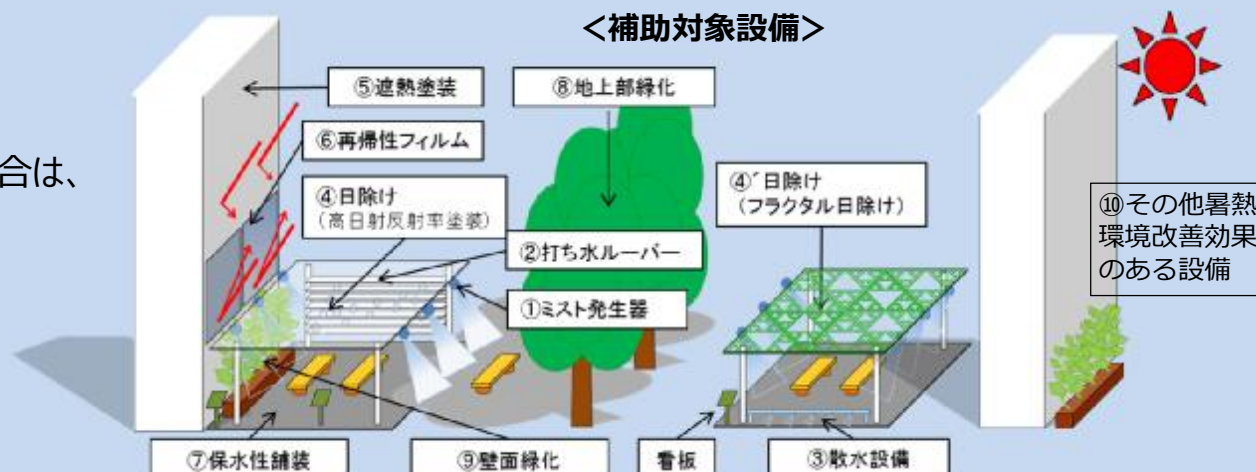 ＜補助対象設備＞
合は、
⑤遮熱塗装
⑧地上部緑化
⑥再帰性フィルム
④日除け
（高日射反射率塗装）
④´日除け
（フラクタル日除け）
⑩その他暑熱
環境改善効果
のある設備
②打ち水ルーバー
①ミスト発生器
⑦保水性舗装
⑨壁面緑化
看板
③散水設備